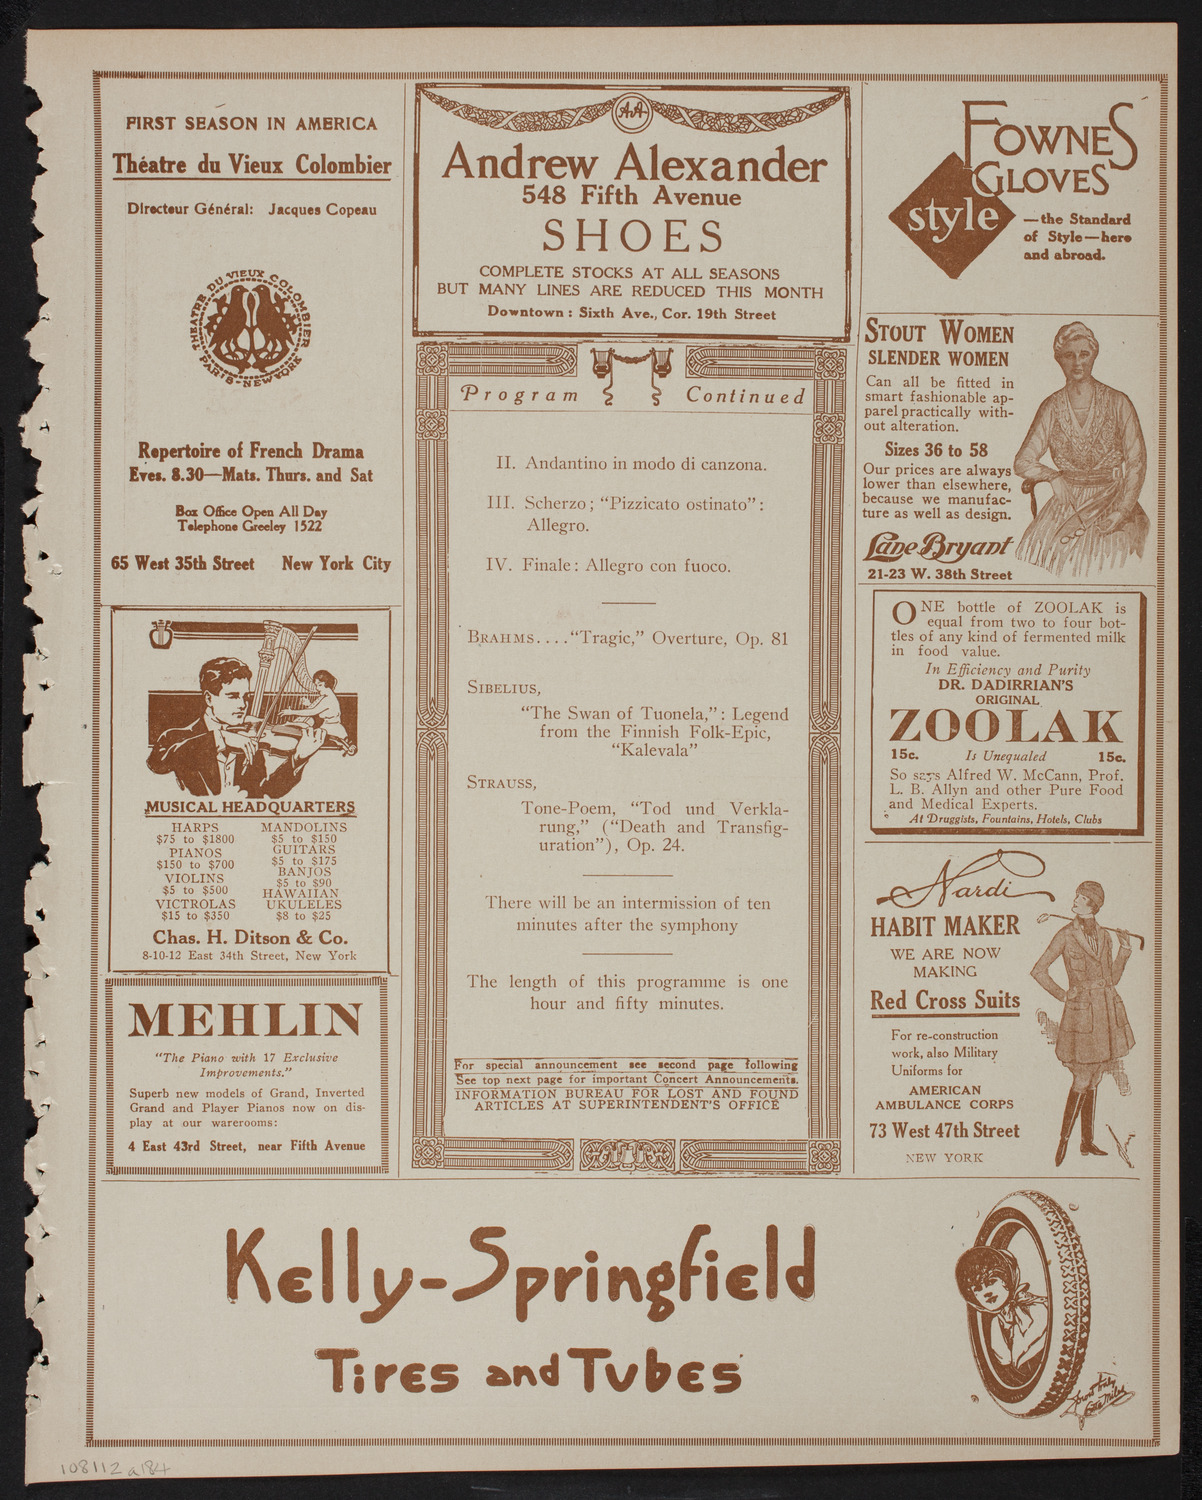 FIRST SEASON IN AMERICA
Théatre du Vieux Colombier
Directeur Général: Jacques Copeau
THEATRE DU VIEUX COLOMBIER
PARIS-NEW YORK
Repertoire of French Drama
Eves. 8.30—Mats. Thurs. and Sat
Box Office Open All Day
Telephone Greeley 1522
65 West 35th Street New York City
MUSICAL HEADQUARTERS
HARPS
$75 to $1800
PIANOS
$150 to $700
VIOLINS
$5 to $500
VICTROLAS
$15 to $350
MANDOLINS
$5 to $150
GUITARS
$5 to $175
BANJOS
$5 to $90
HAWAIIAN
UKULELES
$8 to $25
Chas. H. Ditson & Co.
8-10-12 East 34th Street, New York
MEHLIN
"The Piano with 17 Exclusive
Improvements."
Superb new models of Grand, Inverted
Grand and Player Pianos now on dis-
play at our warerooms:
4 East 43rd Street, near Fifth Avenue
AA
Andrew Alexander
548 Fifth Avenue
SHOES
COMPLETE STOCKS AT ALL SEASONS
BUT MANY LINES ARE REDUCED THIS MONTH
Downtown: Sixth Ave., Cor. 19th Street
Program Continued
II. Andantino in modo di canzona.
III. Scherzo; "Pizzicato ostinato":
Allegro.
IV. Finale: Allegro con fuoco.
BRAHMS...."Tragic," Overture, Op. 81
SIBELIUS,
"The Swan of Tuonela,": Legend
from the Finnish Folk-Epic,
"Kalevala"
STRAUSS,
Tone-Poem, "Tod und Verkla-
rung," ("Death and Transfig-
uration"), Op. 24.
There will be an intermission of ten
minutes after the symphony
The length of this programme is one
hour and fifty minutes.
For special announcement see second page following
See top next page for important Concert Announcements.
INFORMATION BUREAU FOR LOST AND FOUND
ARTICLES AT SUPERINTENDENT'S OFFICE
FOWNES
GLOVES
style
—the Standard
of Style—here
and abroad.
STOUT WOMEN
SLENDER WOMEN
Can all be fitted in
smart fashionable ap-
parel practically with-
out alteration.
Sizes 36 to 58
Our prices are always
lower than elsewhere,
because we manufac-
ture as well as design.
Lane Bryant
21-23 W. 38th Street
ONE bottle of ZOOLAK is
equal from two to four bot-
tles of any kind of fermented milk
in food value.
In Efficiency and Purity
DR. DADIRRIAN'S
ORIGINAL
ZOOLAK
15c. Is Unequaled 15c.
So says Alfred W. McCann, Prof.
L. B. Allyn and other Pure Food
and Medical Experts.
At Druggists, Fountains, Hotels, Clubs
Nardi
HABIT MAKER
WE ARE NOW
MAKING
Red Cross Suits
For re-construction
work, also Military
Uniforms for
AMERICAN
AMBULANCE CORPS
73 West 47th Street
NEW YORK
Kelly-Springfield
Tires and Tubes
108112 a184